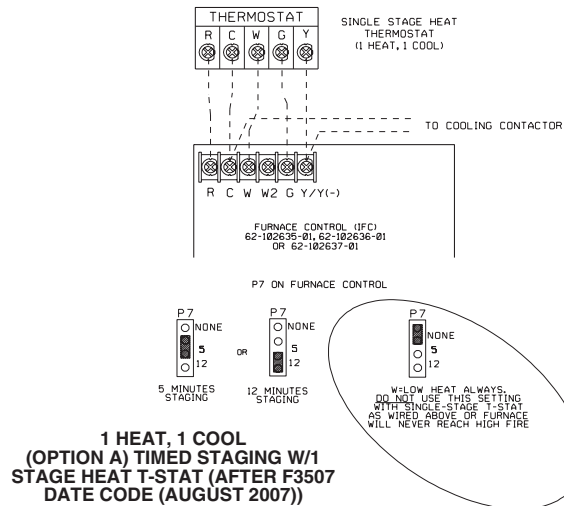 THERMOSTAT
R C W G Y
SINGLE STAGE HEAT
THERMOSTAT
(1 HEAT, 1 COOL)
TO COOLING CONTACTOR
R C W W2 G Y/Y(-)
FURNACE CONTROL (IFC)
62-102635-01, 62-102636-01
OR 62-102637-01
P7 ON FURNACE CONTROL
P7
NONE
5
12
5 MINUTES
STAGING
OR
P7
NONE
5
12
12 MINUTES
STAGING
P7
NONE
5
12
W=LOW HEAT ALWAYS.
DO NOT USE THIS SETTING
WITH SINGLE-STAGE T-STAT
AS WIRED ABOVE OR FURNACE
WILL NEVER REACH HIGH FIRE
1 HEAT, 1 COOL
(OPTION A) TIMED STAGING W/1
STAGE HEAT T-STAT (AFTER F3507
DATE CODE (AUGUST 2007))